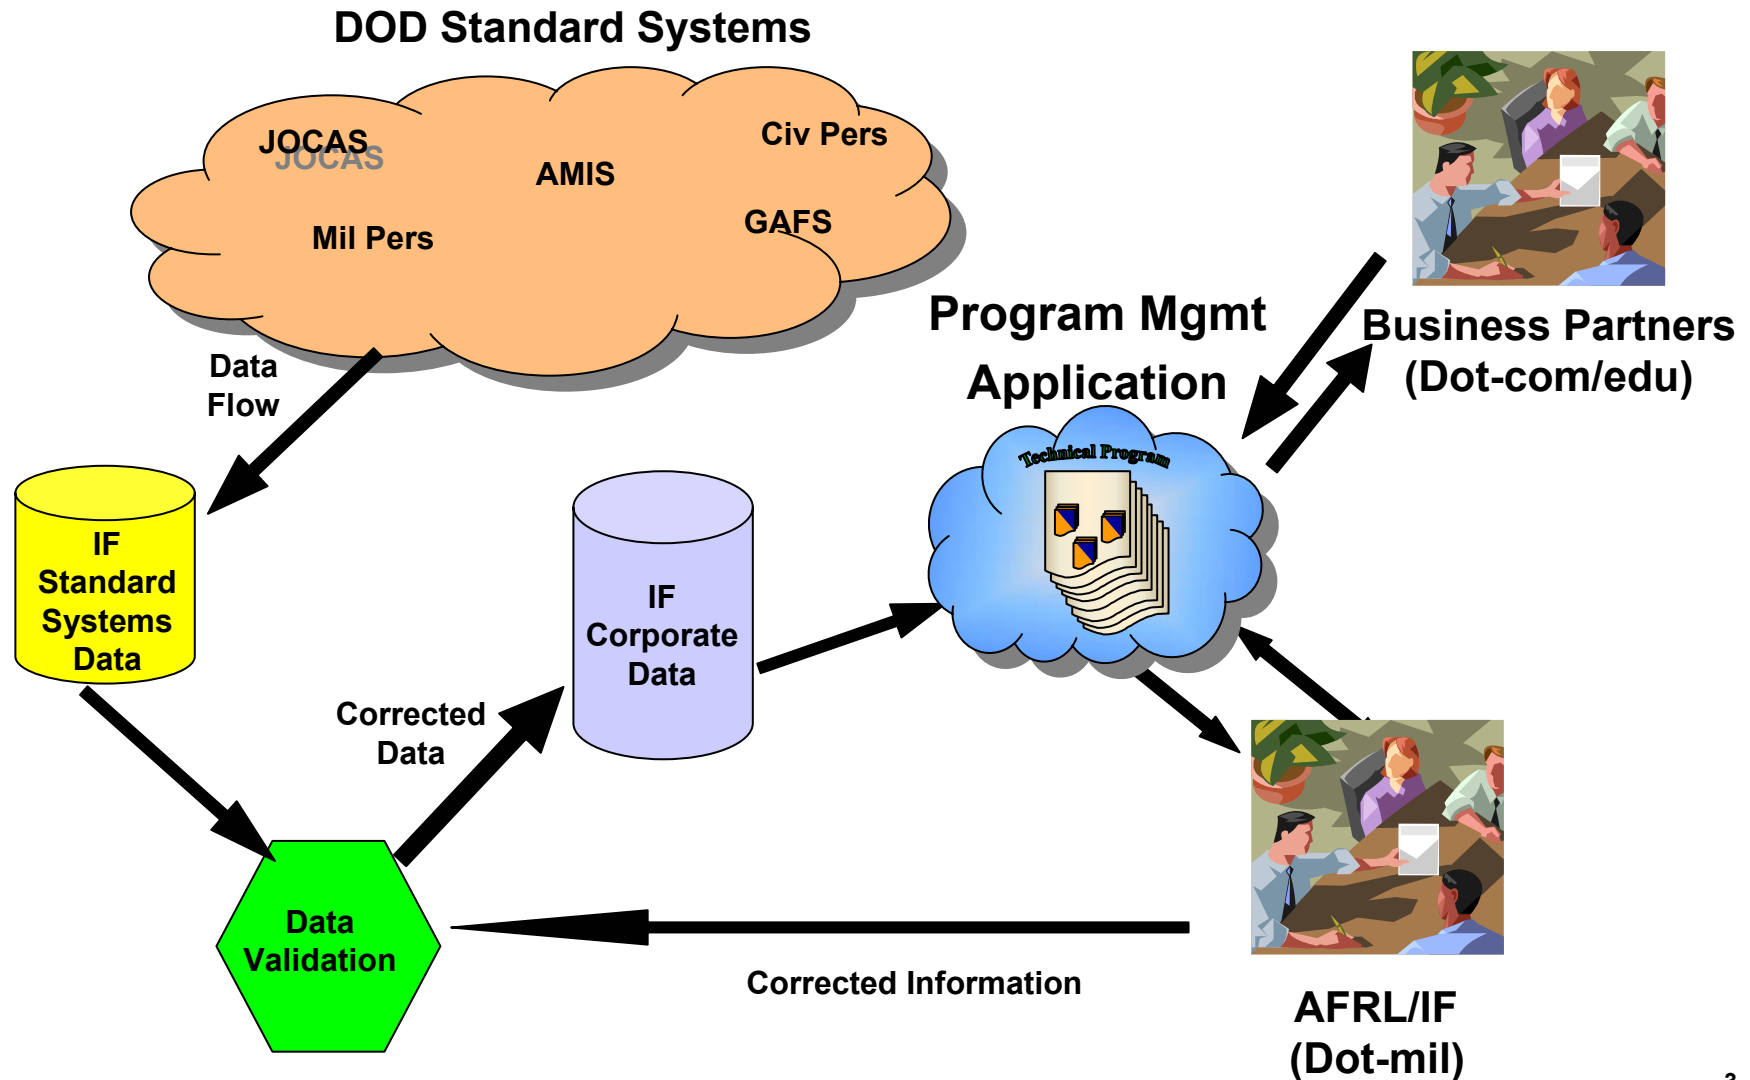 DOD Standard Systems
JOCAS
JOCAS
Civ Pers
AMIS
GAFS
Mil Pers
Data
Flow
Program Mgmt
Application
Technical Program
Business Partners
(Dot-com/edu)
IF
Standard
Systems
Data
IF
Corporate
Data
Corrected
Data
Data
Validation
Corrected Information
AFRL/IF
(Dot-mil)
3